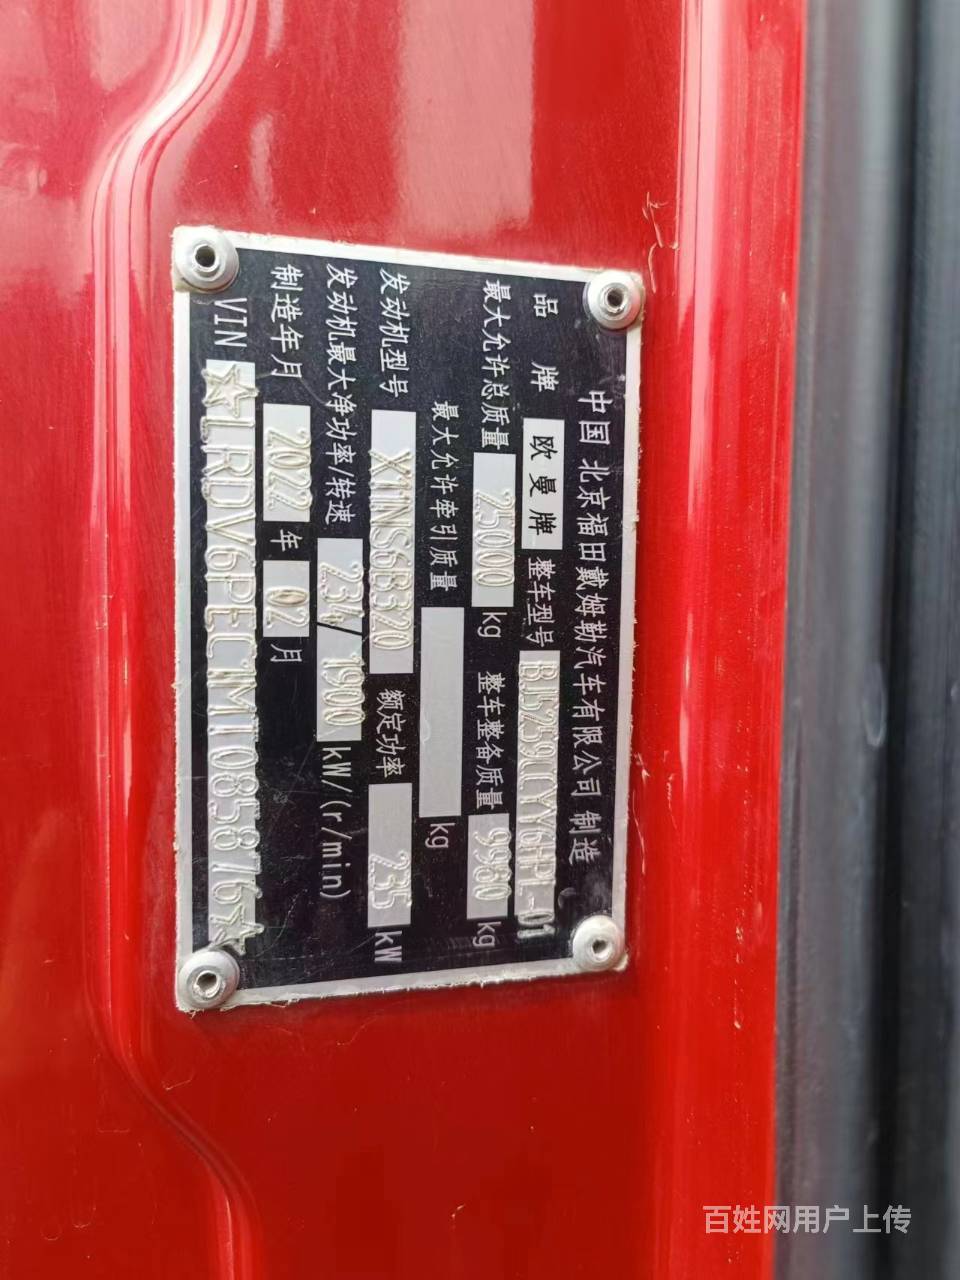 中国 北京福田戴姆勒汽车有限公司 制造
品 牌 欧曼牌 整车型号 BJ5259CCYY6HPL-01
最大允许总质量 25000 kg 整车整备质量 9980 kg
最大允许牵引质量 kg
发动机型号 X11NS6B320 额定功率 235 kW
发动机最大净功率/转速 234/1900 kW/(r/min)
制造年月 2022 年 02 月
VIN ☆LRDV6PEC1MT085876☆
百姓网用户上传